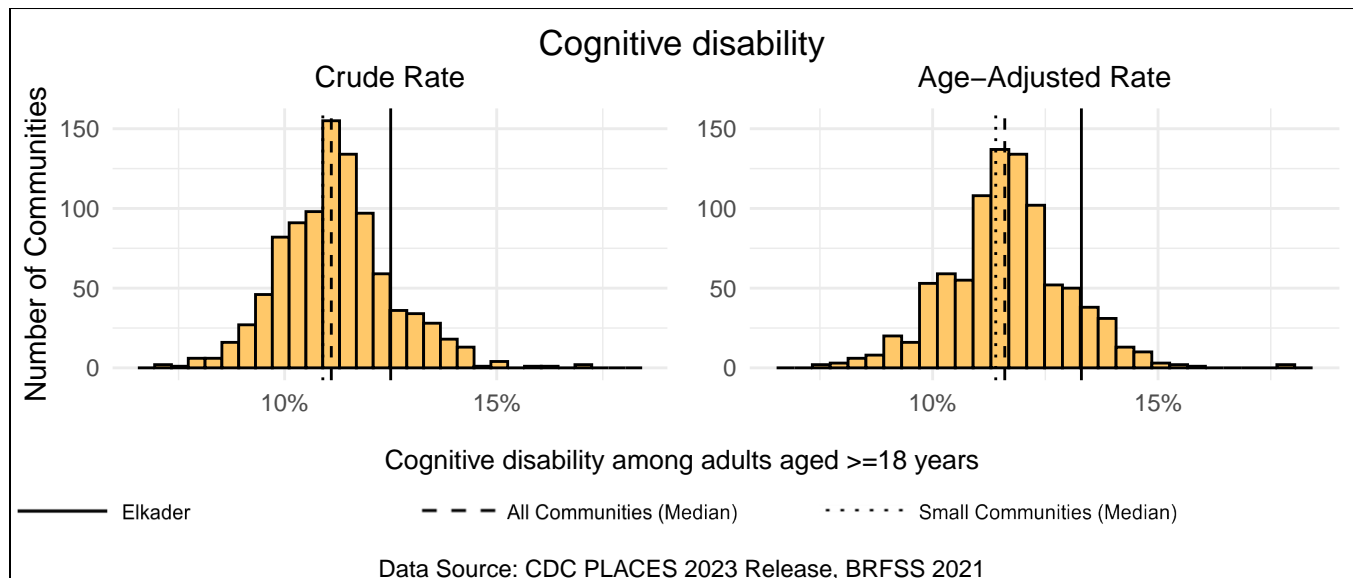 Cognitive disability
Crude Rate
Age−Adjusted Rate
Number of Communities
150
100
50
0
10%
15%
150
100
50
0
10%
15%
Cognitive disability among adults aged >=18 years
Elkader
All Communities (Median)
Small Communities (Median)
Data Source: CDC PLACES 2023 Release, BRFSS 2021